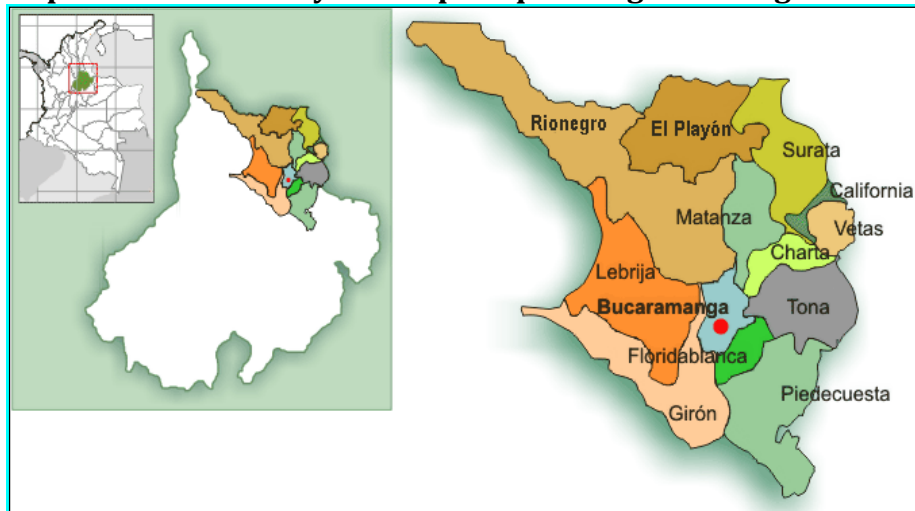 Rionegro
El Playón
Surata
California
Matanza
Vetas
Charta
Lebrija
Bucaramanga
Tona
Floridablanca
Piedecuesta
Girón